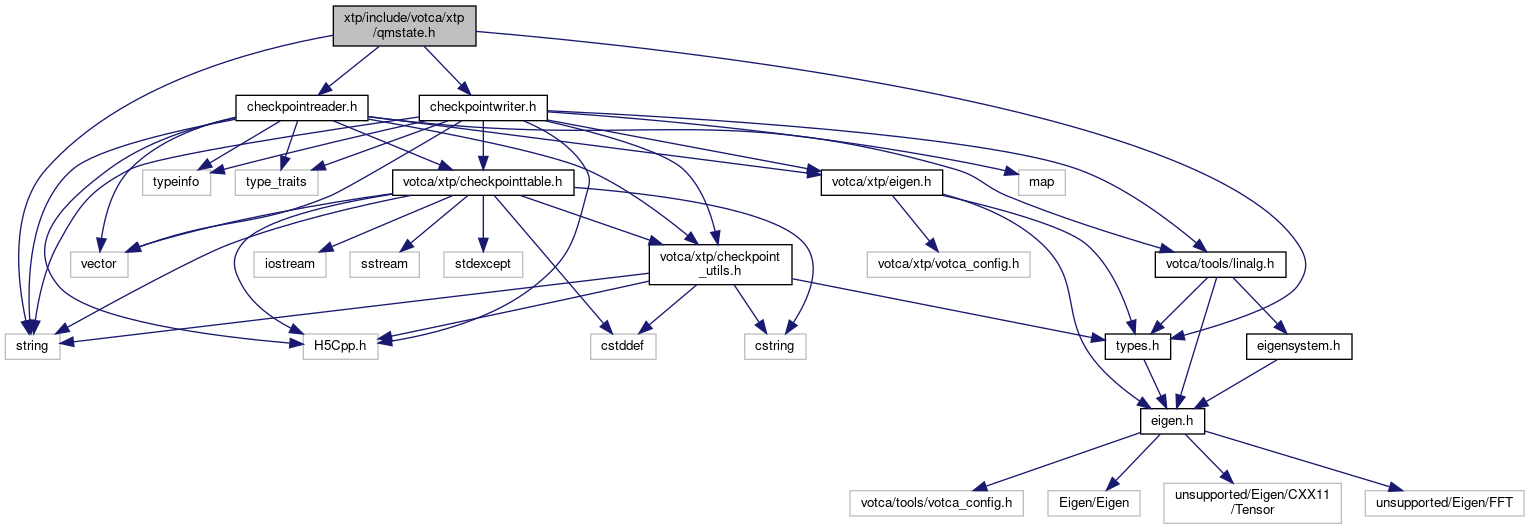 xtp/include/votca/xtp
/qmstate.h
checkpointreader.h
checkpointwriter.h
typeinfo
type_traits
votca/xtp/checkpointtable.h
votca/xtp/eigen.h
map
vector
iostream
sstream
stdexcept
votca/xtp/checkpoint
_utils.h
votca/xtp/votca_config.h
votca/tools/linalg.h
string
H5Cpp.h
cstddef
cstring
types.h
eigensystem.h
eigen.h
votca/tools/votca_config.h
Eigen/Eigen
unsupported/Eigen/CXX11
/Tensor
unsupported/Eigen/FFT